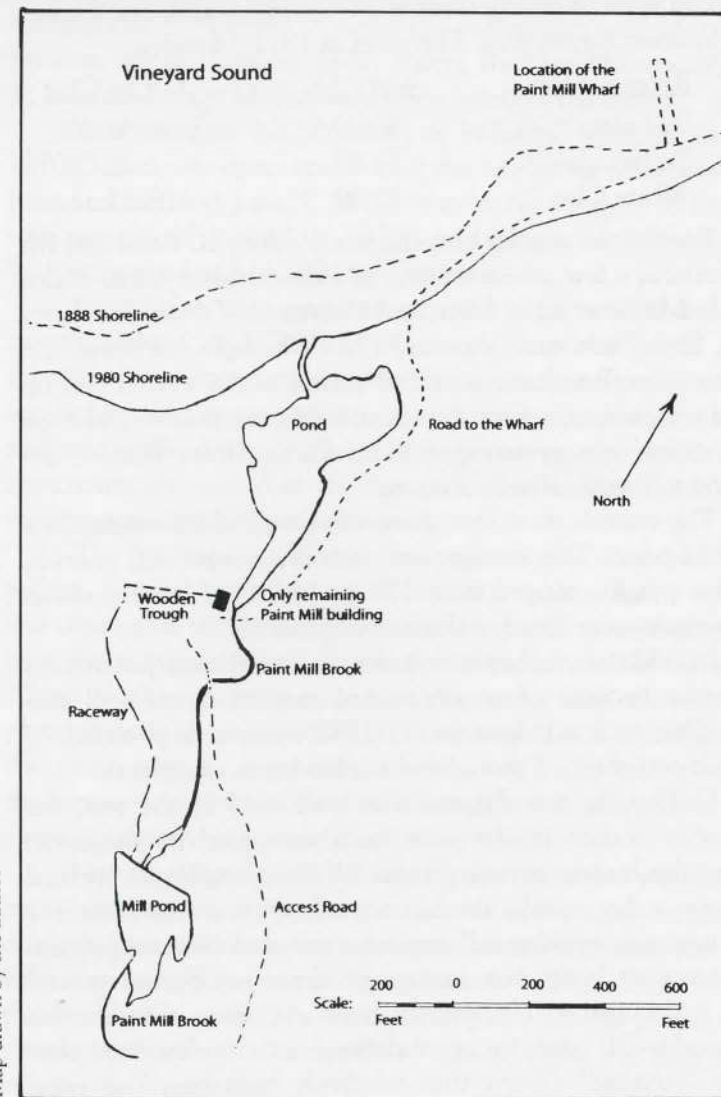 Vineyard Sound
Location of the
Paint Mill Wharf
1888 Shoreline
1980 Shoreline
Pond
Road to the Wharf
North
Wooden
Trough
Only remaining
Paint Mill building
Paint Mill Brook
Raceway
Mill Pond
Access Road
Scale:
200 0 200 400 600
Feet Feet
Paint Mill Brook